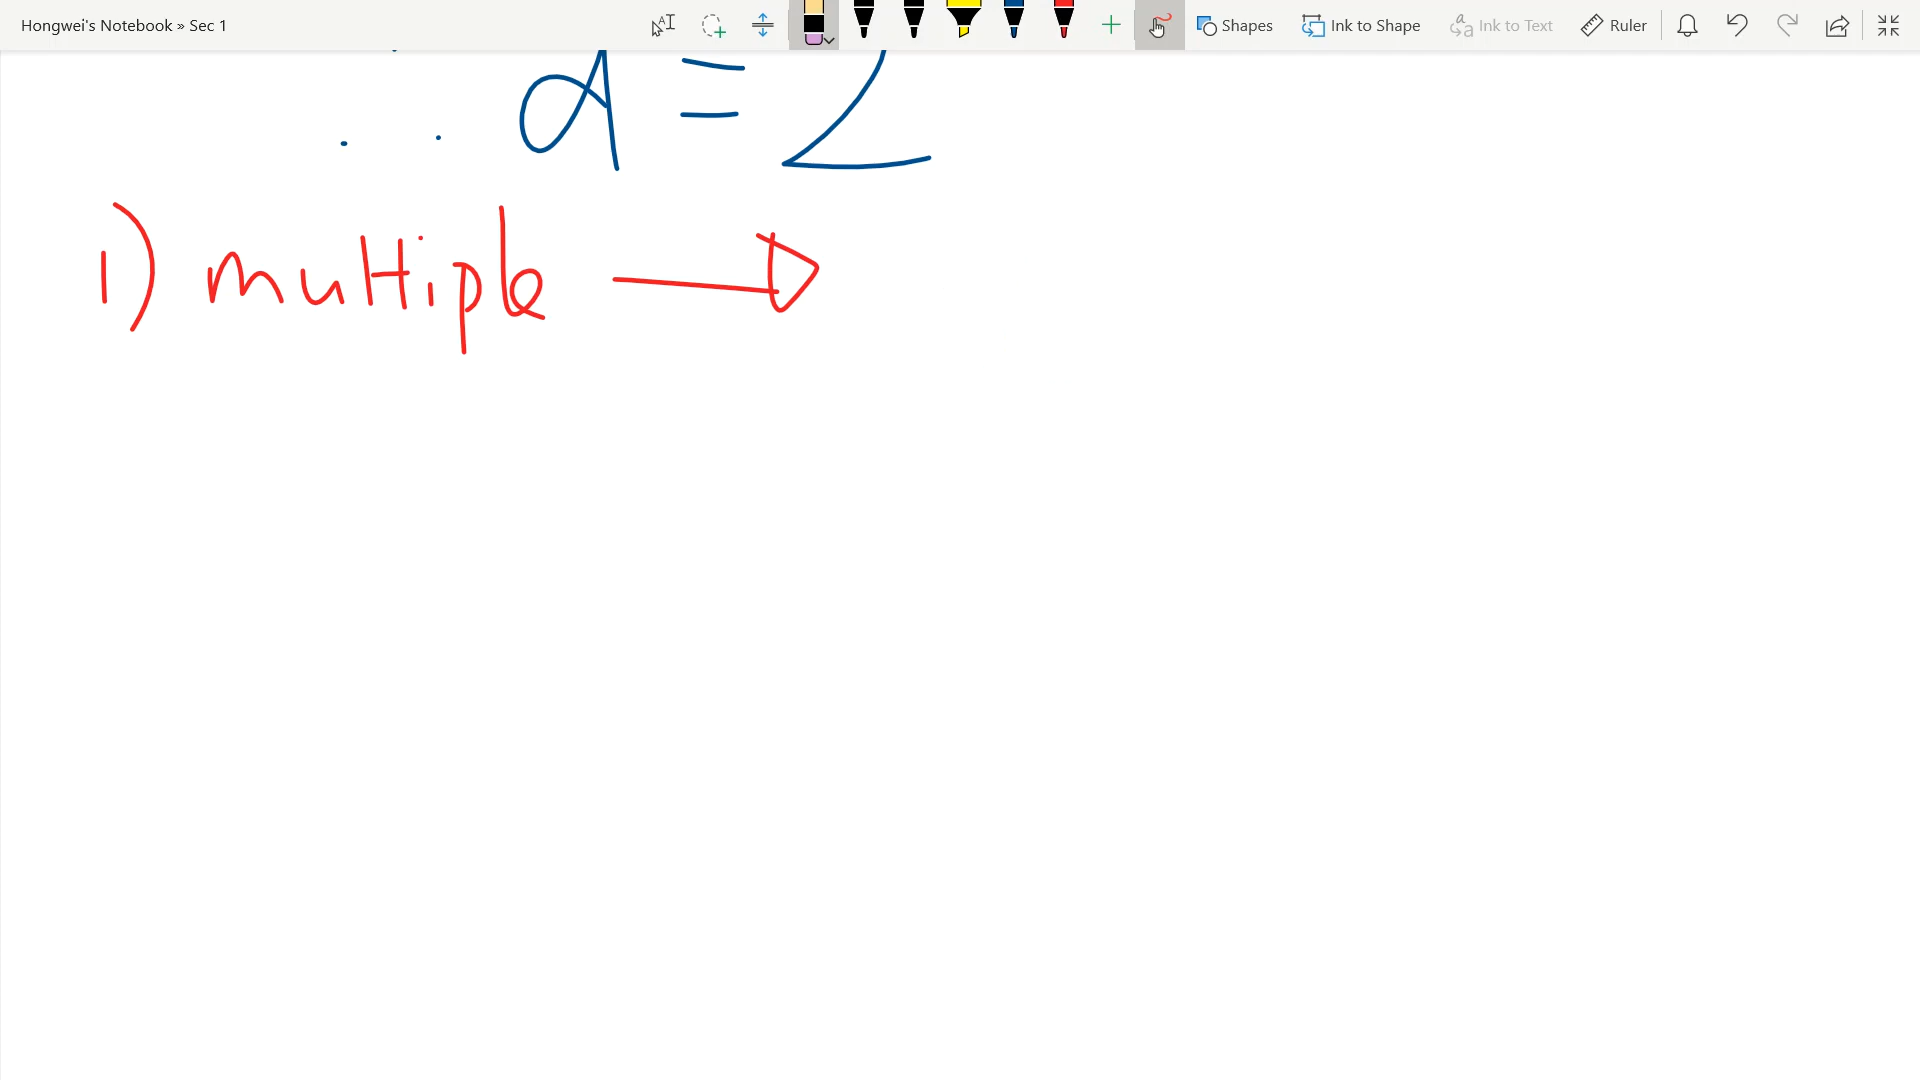 Hongwei's Notebook » Sec 1
Shapes
Ink to Shape
Ink to Text
Ruler
d = 2
1) multiple